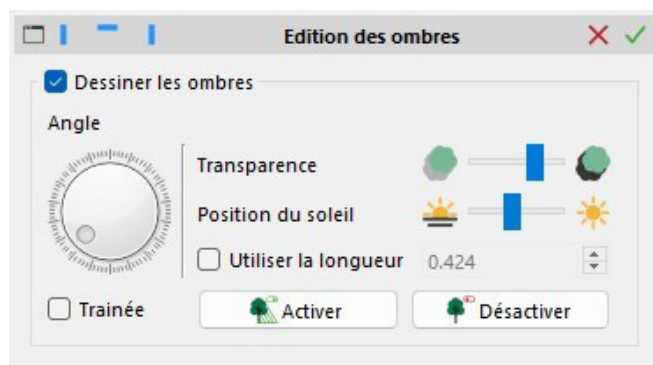 Edition des ombres
Dessiner les ombres
Angle
Transparence
Position du soleil
Utiliser la longueur 0.424
Trainée Activer Désactiver